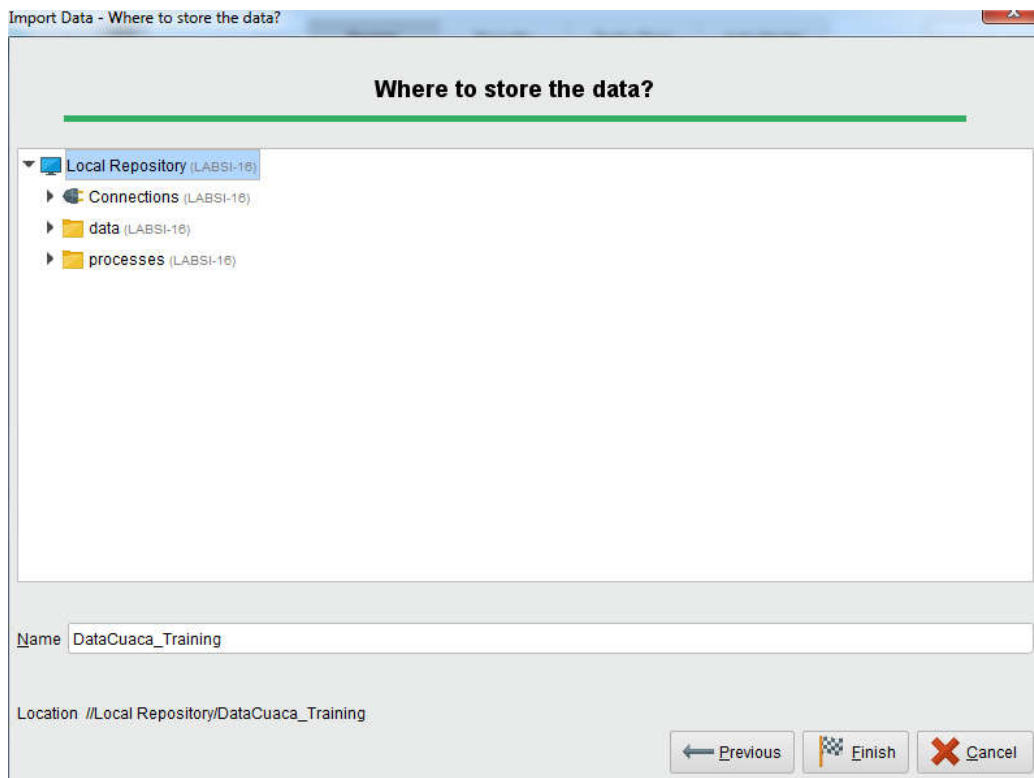 Import Data - Where to store the data?
Where to store the data?
Local Repository (LABSI-16)
Connections (LABSI-16)
data (LABSI-16)
processes (LABSI-16)
Name DataCuaca_Training
Location //Local Repository/DataCuaca_Training
Previous Finish Cancel